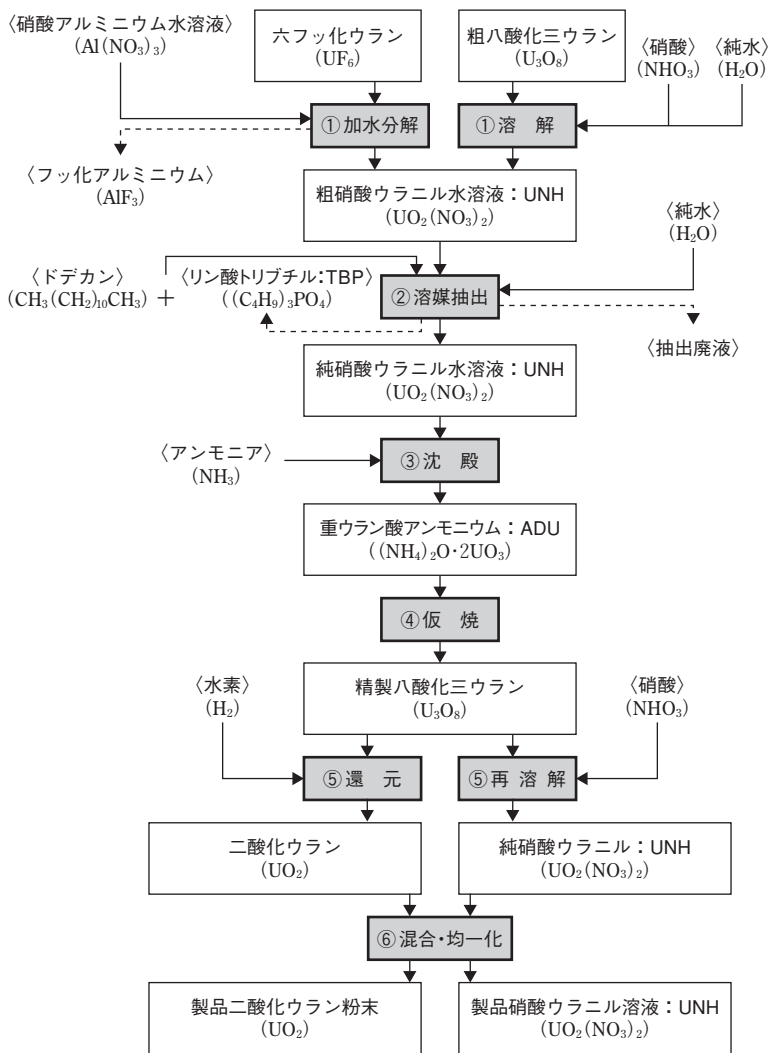 〈硝酸アルミニウム水溶液〉
(Al(NO₃)₃)
六フッ化ウラン
(UF₆)
粗八酸化三ウラン
(U₃O₈)
〈硝酸〉
(NHO₃)
〈純水〉
(H₂O)
①加水分解
①溶 解
〈フッ化アルミニウム〉
(AlF₃)
粗硝酸ウラニル水溶液：UNH
(UO₂(NO₃)₂)
〈純水〉
(H₂O)
〈ドデカン〉
(CH₃(CH₂)₁₀CH₃)
+
〈リン酸トリブチル：TBP〉
((C₄H₉)₃PO₄)
②溶媒抽出
〈抽出廃液〉
純硝酸ウラニル水溶液：UNH
(UO₂(NO₃)₂)
〈アンモニア〉
(NH₃)
③沈 殿
重ウラン酸アンモニウム：ADU
((NH₄)₂O・2UO₃)
④仮 焼
〈水素〉
(H₂)
精製八酸化三ウラン
(U₃O₈)
〈硝酸〉
(NHO₃)
⑤還 元
⑤再 溶 解
二酸化ウラン
(UO₂)
純硝酸ウラニル：UNH
(UO₂(NO₃)₂)
⑥混合・均一化
製品二酸化ウラン粉末
(UO₂)
製品硝酸ウラニル溶液：UNH
(UO₂(NO₃)₂)